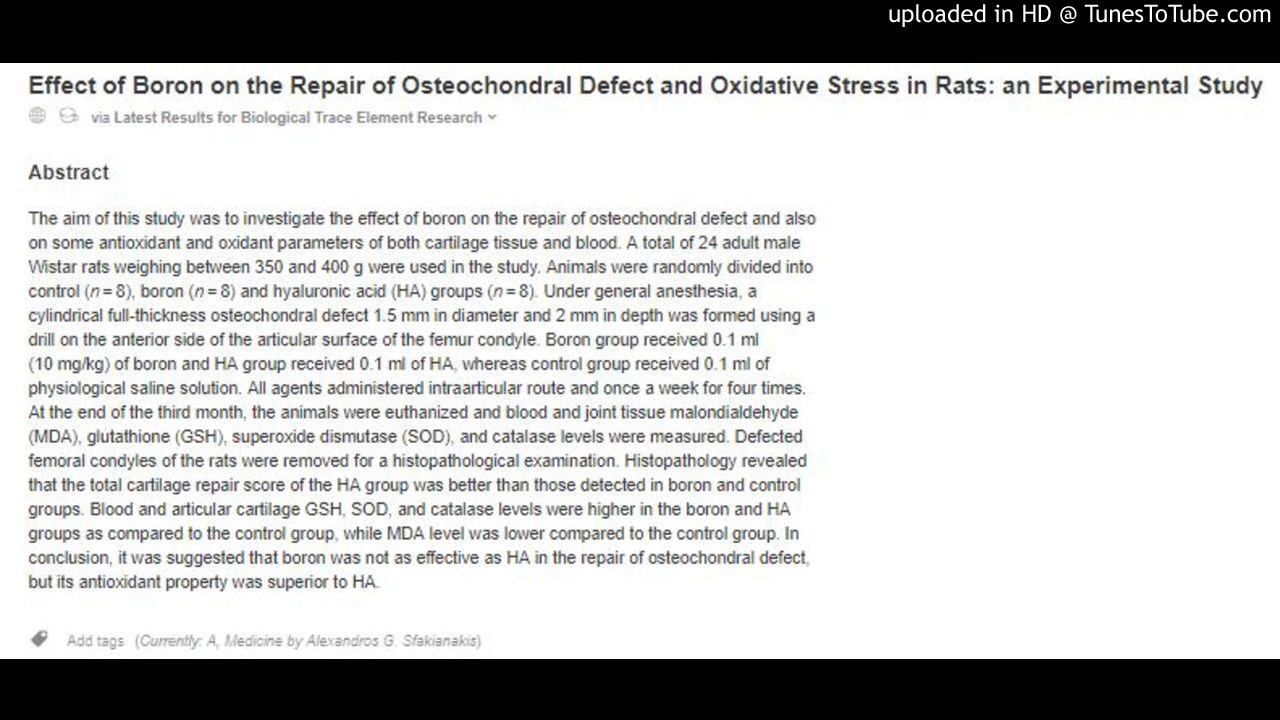 uploaded in HD @ TunesToTube.com
Effect of Boron on the Repair of Osteochondral Defect and Oxidative Stress in Rats: an Experimental Study
via Latest Results for Biological Trace Element Research
Abstract
The aim of this study was to investigate the effect of boron on the repair of osteochondral defect and also
on some antioxidant and oxidant parameters of both cartilage tissue and blood. A total of 24 adult male
Wistar rats weighing between 350 and 400 g were used in the study. Animals were randomly divided into
control (n = 8), boron (n = 8) and hyaluronic acid (HA) groups (n = 8). Under general anesthesia, a
cylindrical full-thickness osteochondral defect 1.5 mm in diameter and 2 mm in depth was formed using a
drill on the anterior side of the articular surface of the femur condyle. Boron group received 0.1 ml
(10 mg/kg) of boron and HA group received 0.1 ml of HA, whereas control group received 0.1 ml of
physiological saline solution. All agents administered intraarticular route and once a week for four times.
At the end of the third month, the animals were euthanized and blood and joint tissue malondialdehyde
(MDA), glutathione (GSH), superoxide dismutase (SOD), and catalase levels were measured. Defected
femoral condyles of the rats were removed for a histopathological examination. Histopathology revealed
that the total cartilage repair score of the HA group was better than those detected in boron and control
groups. Blood and articular cartilage GSH, SOD, and catalase levels were higher in the boron and HA
groups as compared to the control group, while MDA level was lower compared to the control group. In
conclusion, it was suggested that boron was not as effective as HA in the repair of osteochondral defect,
but its antioxidant property was superior to HA.
Add tags (Currently: A, Medicine by Alexandros G. Sfakianakis)